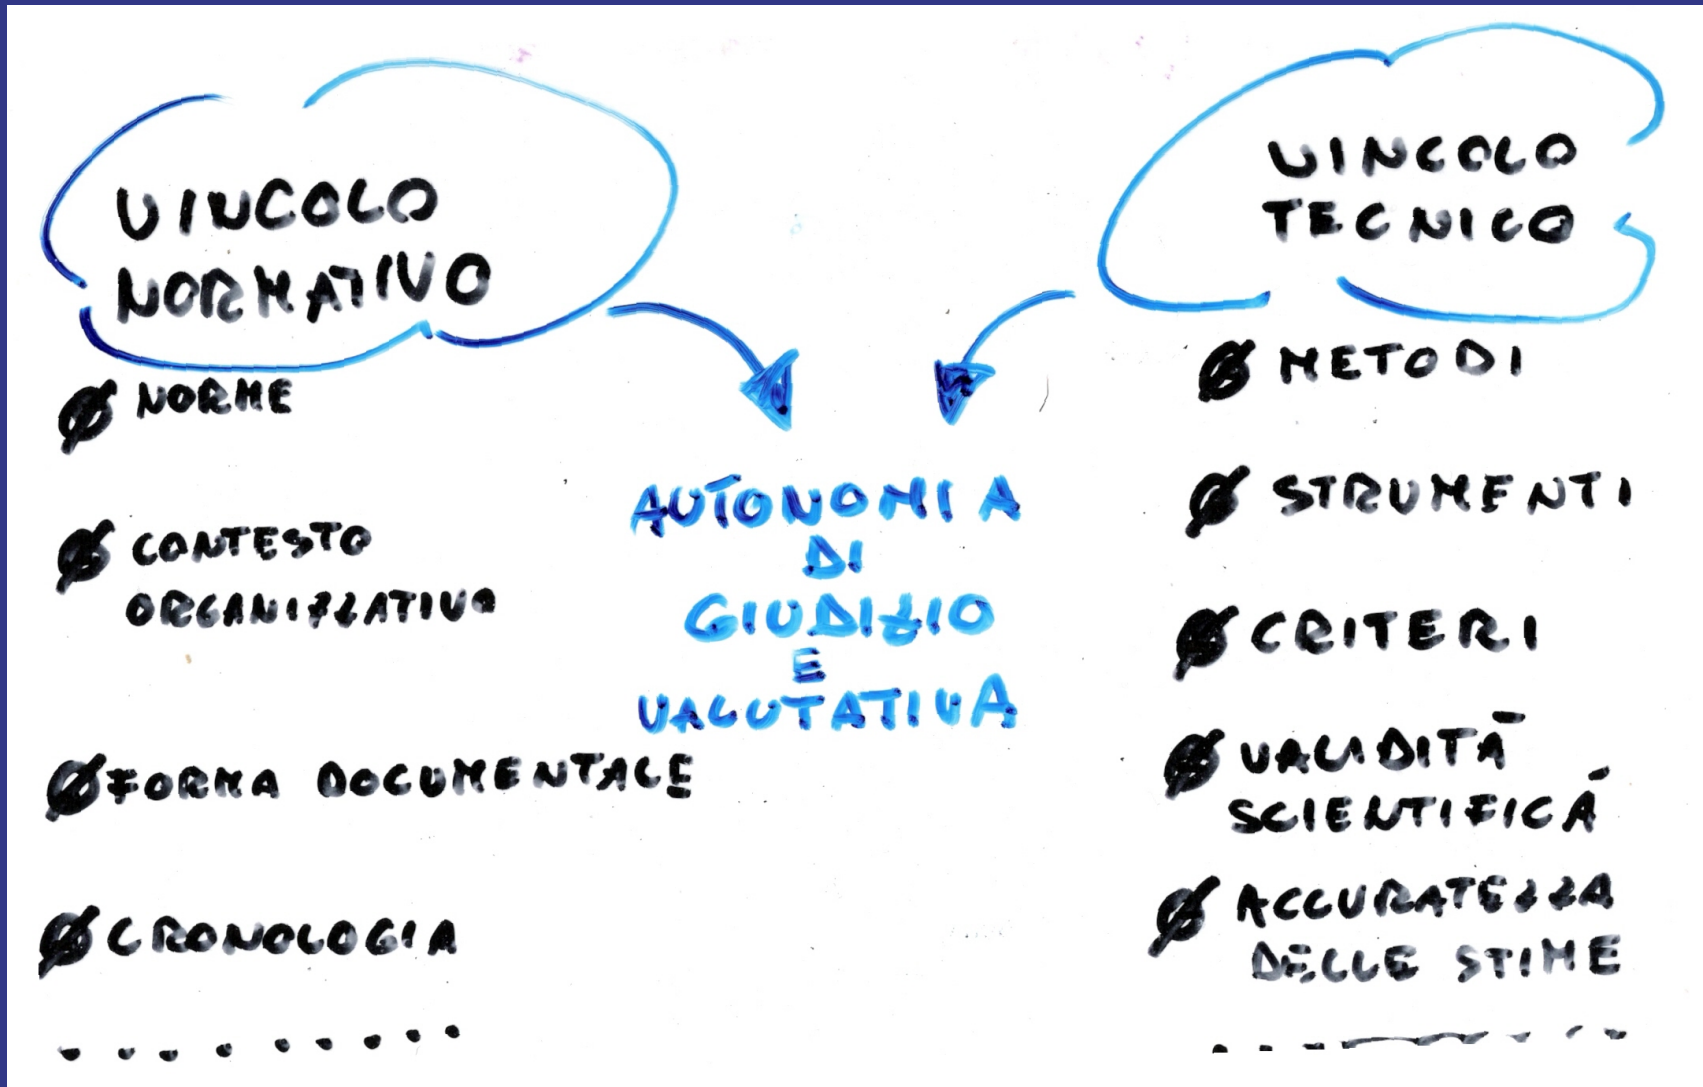 VINCOLO
NORMATIVO
Ø NORME
Ø CONTESTO
ORGANIZZATIVO
Ø FORMA DOCUMENTALE
Ø CRONOLOGIA
.........
AUTONOMIA
DI
GIUDIZIO
E
VALUTATIVA
VINCOLO
TECNICO
Ø METODI
Ø STRUMENTI
Ø CRITERI
Ø VALIDITÀ
SCIENTIFICÁ
Ø ACCURATEZZA
DELLE STIME
.........